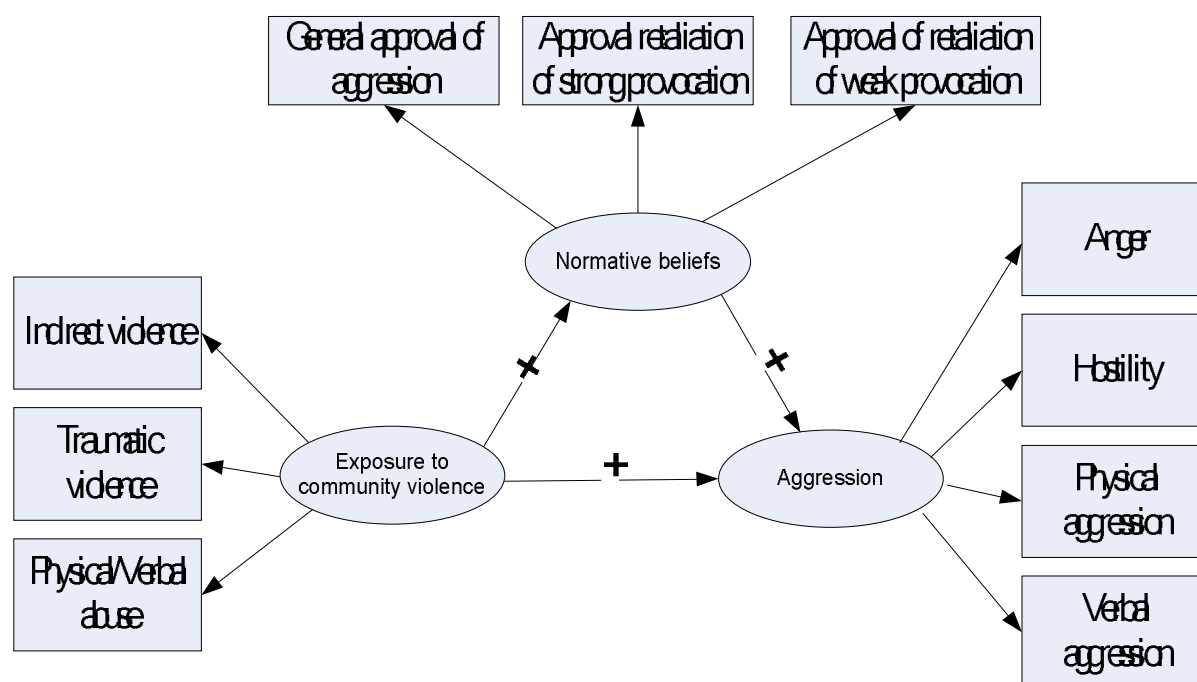 General approval of
aggression
Approval retaliation
of strong provocation
Approval of retaliation
of weak provocation
Normative beliefs
Anger
Hostility
Physical
aggression
Verbal
aggression
Indirect violence
Traumatic
violence
Physical/Verbal
abuse
Exposure to
community violence
Aggression
+
+
+